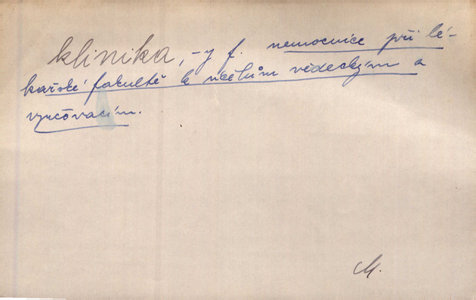 klinika, -y f. nemocnice při lé-
kařské fakultě k účelům vědeckým a
vyučovacím.
M.